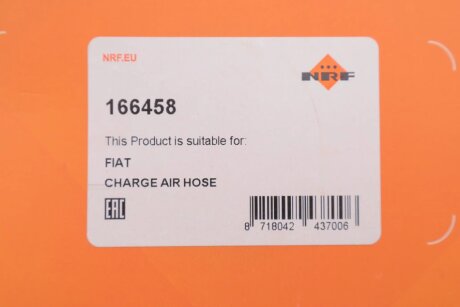 NRF.EU
NRF
166458
This Product is suitable for:
FIAT
CHARGE AIR HOSE
EAC
8 718042 437006